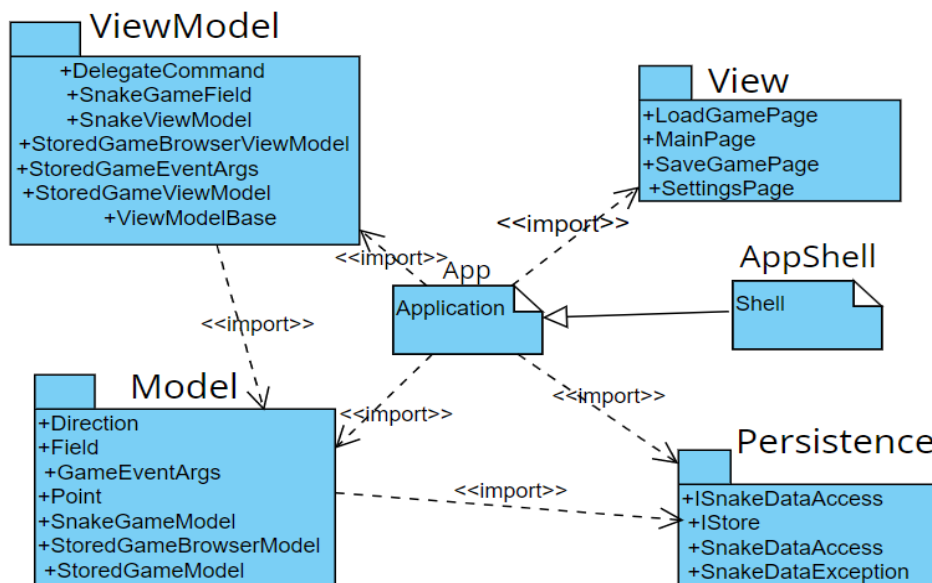 ViewModel
+DelegateCommand
+SnakeGameField
+SnakeViewModel
+StoredGameBrowserViewModel
+StoredGameEventArgs
+StoredGameViewModel
+ViewModelBase
View
+LoadGamePage
+MainPage
+SaveGamePage
+SettingsPage
<<import>>
<<import>>
App
Application
AppShell
Shell
<<import>>
Model
+Direction
+Field
+GameEventArgs
+Point
+SnakeGameModel
+StoredGameBrowserModel
+StoredGameModel
<<import>>
<<import>>
<<import>>
Persistence
+ISnakeDataAccess
+IStore
+SnakeDataAccess
+SnakeDataException